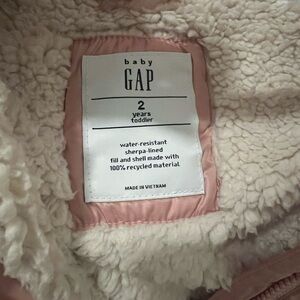 baby
GAP
2
years
toddler
water-resistant
sherpa-lined
fill and shell made with
100% recycled material
MADE IN VIETNAM